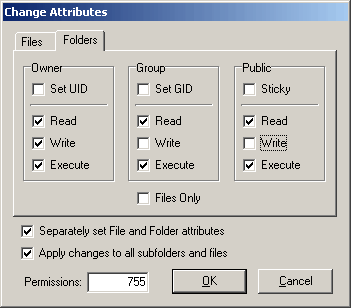 Change Attributes
Files Folders
Owner Group Public
Set UID Set GID Sticky
Read Read Read
Write Write Write
Execute Execute Execute
Files Only
Separately set File and Folder attributes
Apply changes to all subfolders and files
Permissions: 755 OK Cancel